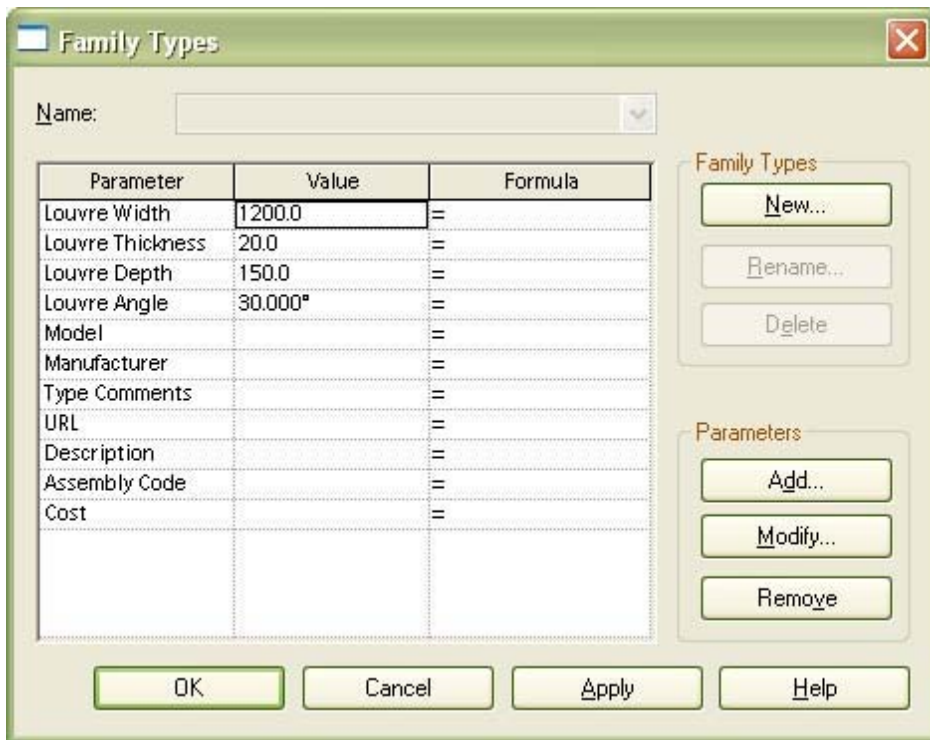 Family Types
Name:
Family Types
Parameter Value Formula
New...
Louvre Width 1200.0 =
Louvre Thickness 20.0 =
Rename...
Louvre Depth 150.0 =
Louvre Angle 30.000° =
Delete
Model =
Manufacturer =
Type Comments =
URL =
Parameters
Description =
Assembly Code =
Add...
Cost =
Modify...
Remove
OK Cancel Apply Help